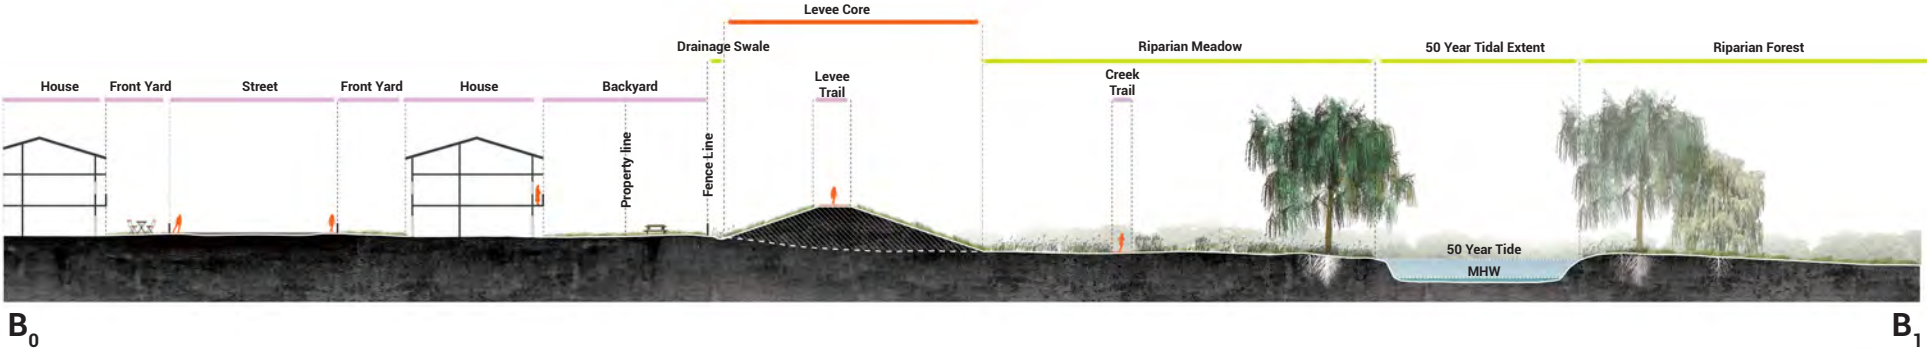 Levee Core
Drainage Swale
Riparian Meadow
50 Year Tidal Extent
Riparian Forest
House
Front Yard
Street
Front Yard
House
Backyard
Levee
Trail
Creek
Trail
Property line
Fence Line
50 Year Tide
MHW
B0
B1